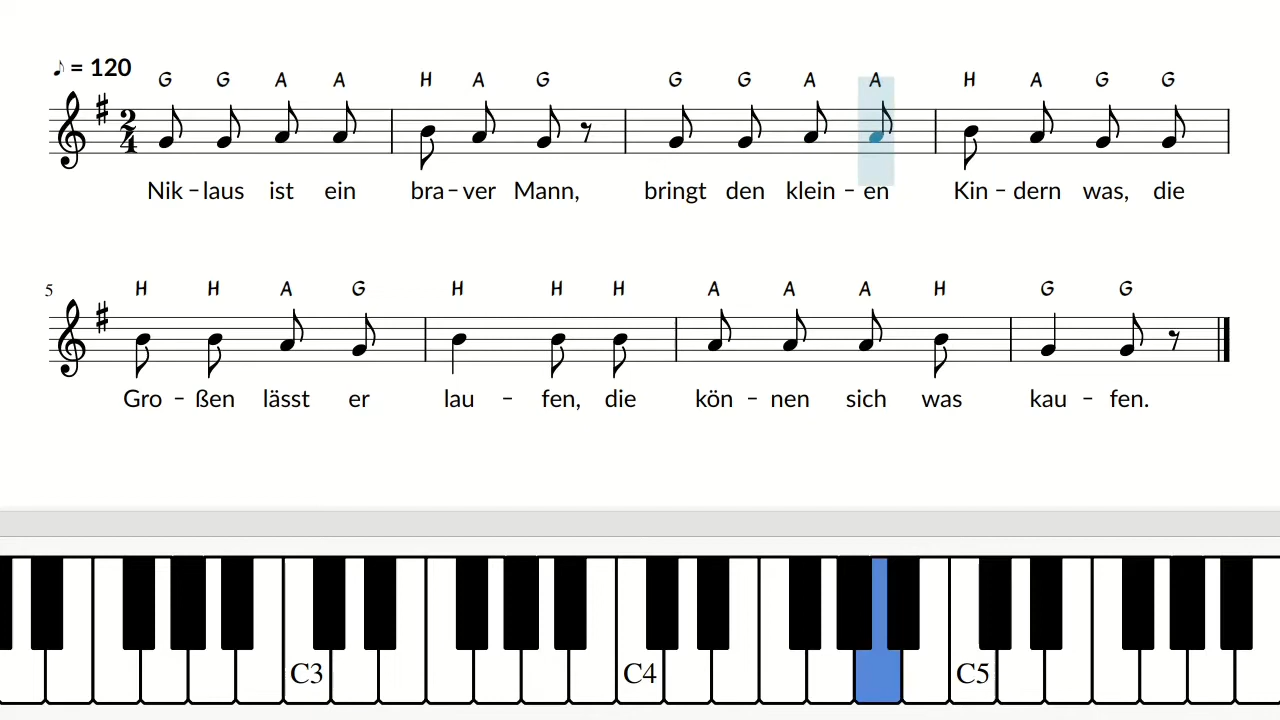 ♪ = 120
G G A A H A G G G A A H A G G
2 4
Nik – laus ist ein bra – ver Mann, bringt den klein – en Kin – dern was, die
5 H H A G H H H A A A H G G
Gro – ßen lässt er lau – fen, die kön – nen sich was kau – fen.
C3 C4 C5